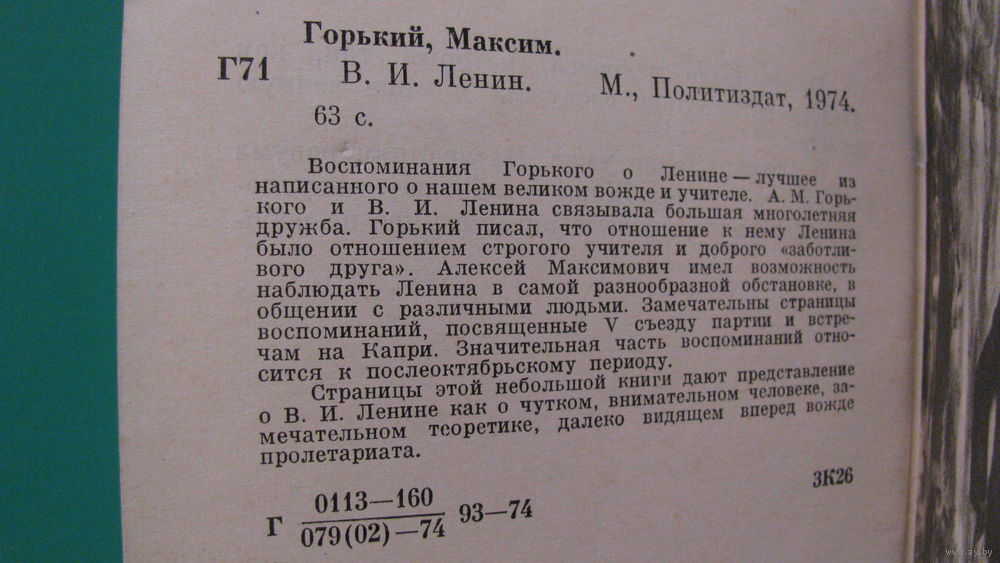 Горький, Максим.
Г71 В. И. Ленин. М., Политиздат, 1974.
63 с.
Воспоминания Горького о Ленине — лучшее из
написанного о нашем великом вожде и учителе. А. М. Горь-
кого и В. И. Ленина связывала большая многолетняя
дружба. Горький писал, что отношение к нему Ленина
было отношением строгого учителя и доброго «заботли-
вого друга». Алексей Максимович имел возможность
наблюдать Ленина в самой разнообразной обстановке, в
общении с различными людьми. Замечательны страницы
воспоминаний, посвященные V съезду партии и встре-
чам на Капри. Значительная часть воспоминаний отно-
сится к послеоктябрьскому периоду.
Страницы этой небольшой книги дают представление
о В. И. Ленине как о чутком, внимательном человеке, за-
мечательном теоретике, далеко видящем вперед вожде
пролетариата.
3К26
Г 0113—160
079(02)—74 93—74
www.ay.by